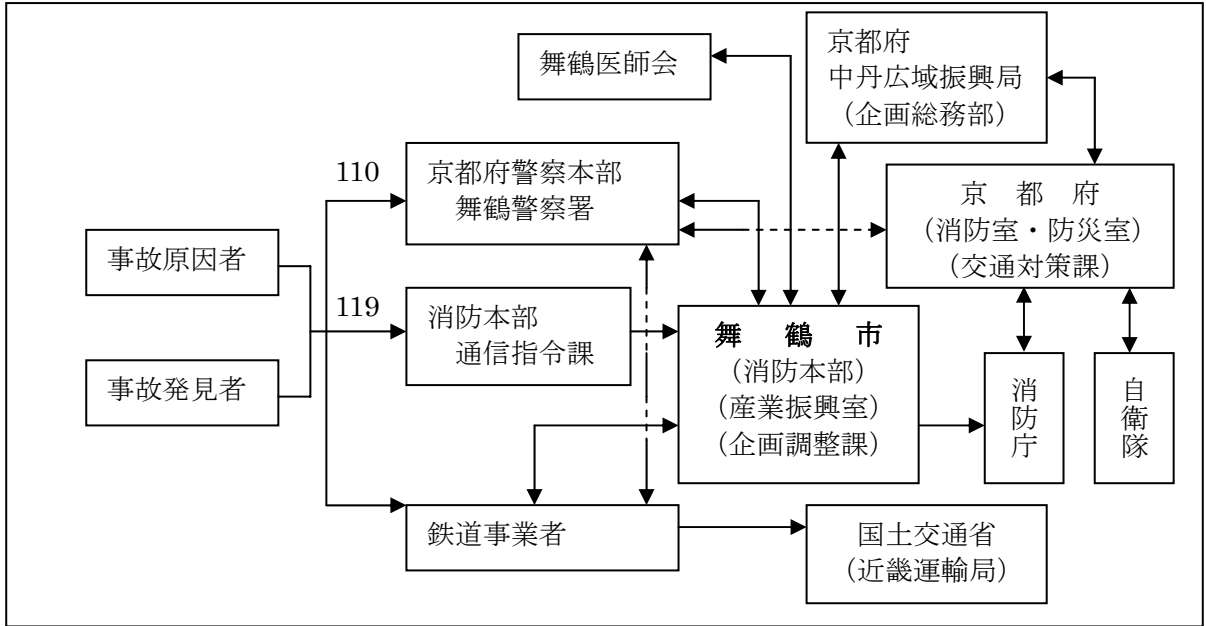 舞鶴医師会
京都府
中丹広域振興局
（企画総務部）
110
京都府警察本部
舞鶴警察署
京　都　府
（消防室・防災室）
（交通対策課）
事故原因者
119
消防本部
通信指令課
舞　鶴　市
（消防本部）
（産業振興室）
（企画調整課）
事故発見者
消防庁
自衛隊
鉄道事業者
国土交通省
（近畿運輸局）